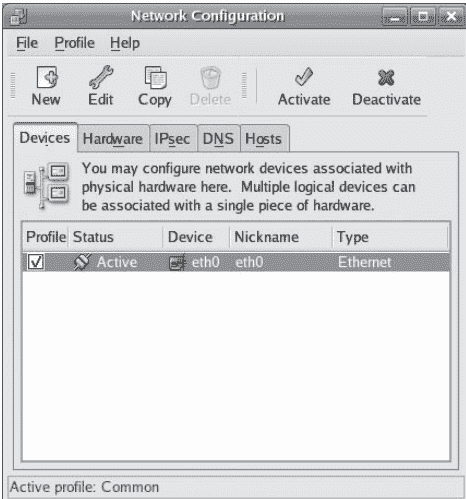 Network Configuration
File Profile Help
New Edit Copy Delete Activate Deactivate
Devices Hardware IPsec DNS Hosts
You may configure network devices associated with
physical hardware here. Multiple logical devices can
be associated with a single piece of hardware.
Profile Status Device Nickname Type
Active eth0 eth0 Ethernet
Active profile: Common